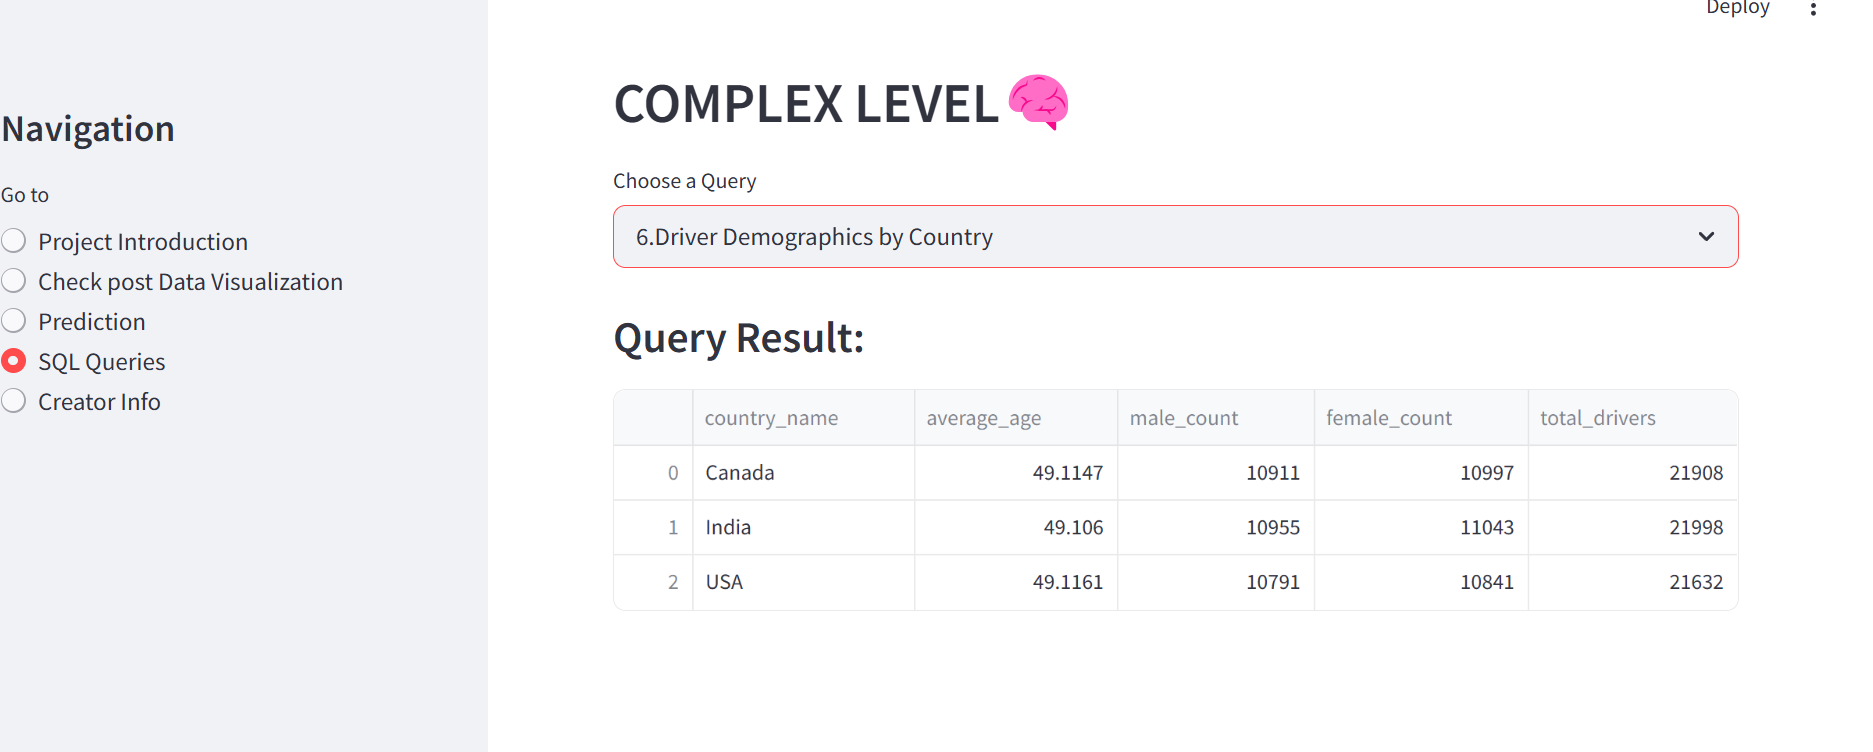 Deploy
Navigation
Go to
Project Introduction
Check post Data Visualization
Prediction
SQL Queries
Creator Info
COMPLEX LEVEL
Choose a Query
6.Driver Demographics by Country
Query Result:
country_name average_age male_count female_count total_drivers
0 Canada 49.1147 10911 10997 21908
1 India 49.106 10955 11043 21998
2 USA 49.1161 10791 10841 21632